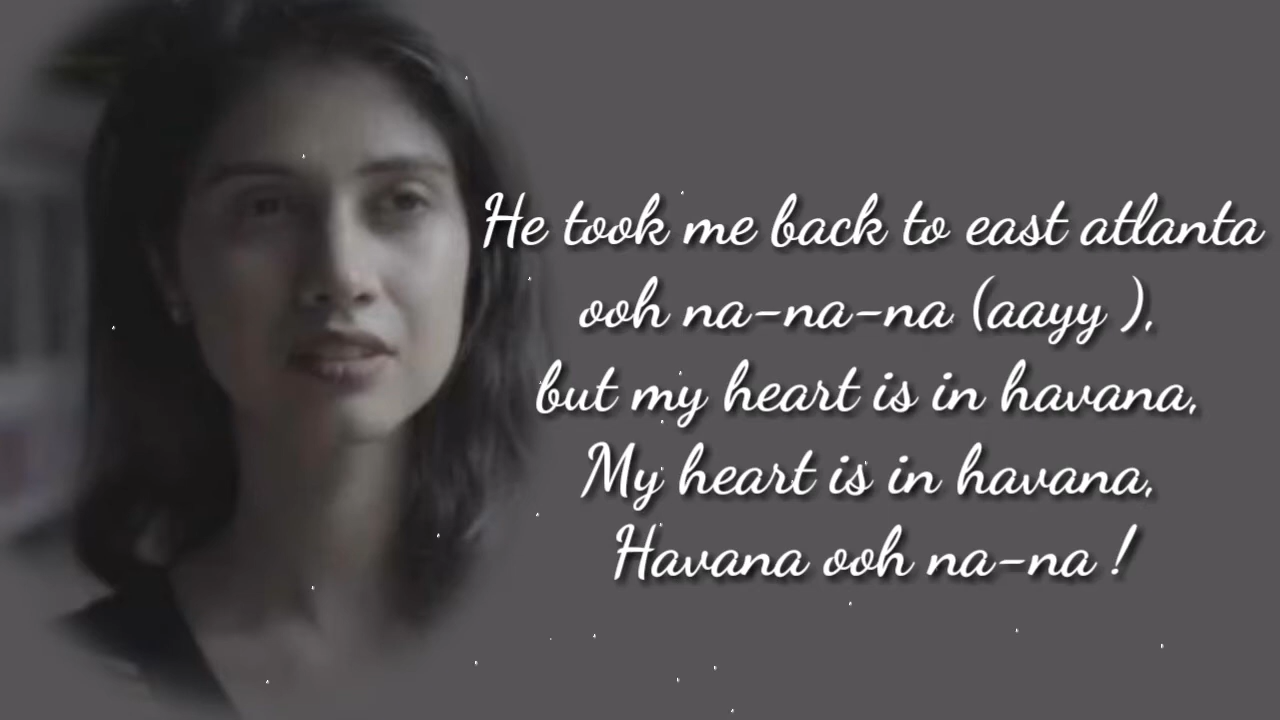 He took me back to east atlanta
ooh na-na-na (aayy ),
but my heart is in havana,
My heart is in havana,
Havana ooh na-na !